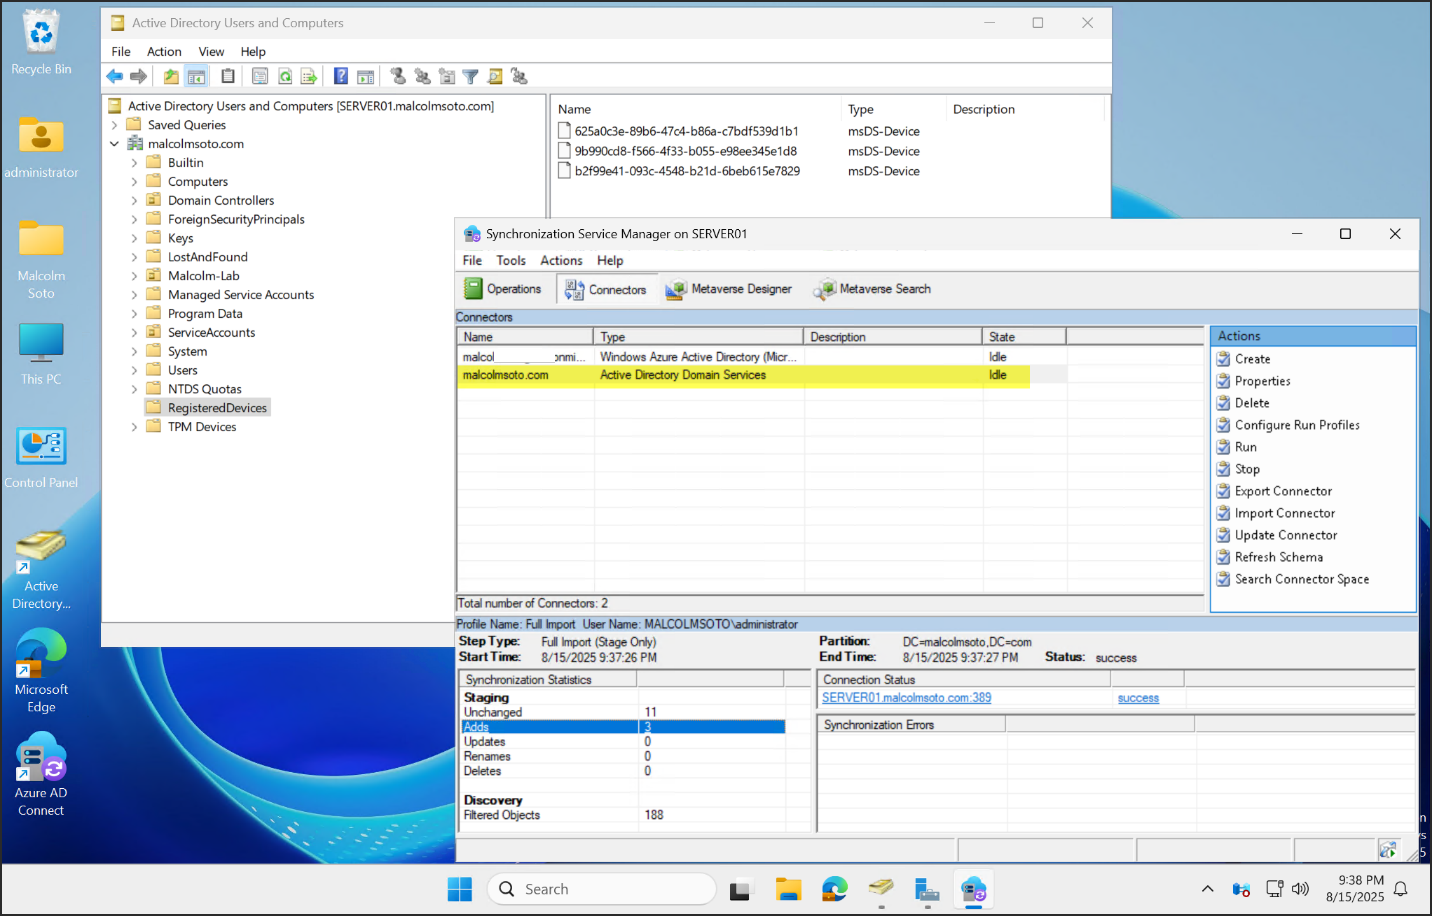 Recycle Bin
administrator
Malcolm
Soto
This PC
Control Panel
Active
Directory...
Microsoft
Edge
Azure AD
Connect
Active Directory Users and Computers
File Action View Help
Active Directory Users and Computers [SERVER01.malcolmsoto.com]
Saved Queries
malcolmsoto.com
Builtin
Computers
Domain Controllers
ForeignSecurityPrincipals
Keys
LostAndFound
Malcolm-Lab
Managed Service Accounts
Program Data
ServiceAccounts
System
Users
NTDS Quotas
RegisteredDevices
TPM Devices
Name Type Description
625a0c3e-89b6-47c4-b86a-c7bdf539d1b1 msDS-Device
9b990cd8-f566-4f33-b055-e98ee345e1d8 msDS-Device
b2f99e41-093c-4548-b21d-6beb615e7829 msDS-Device
Synchronization Service Manager on SERVER01
File Tools Actions Help
Operations Connectors Metaverse Designer Metaverse Search
Connectors
Name Type Description State
malcol onmi... Windows Azure Active Directory (Micr... Idle
malcolmsoto.com Active Directory Domain Services Idle
Total number of Connectors: 2
Actions
Create
Properties
Delete
Configure Run Profiles
Run
Stop
Export Connector
Import Connector
Update Connector
Refresh Schema
Search Connector Space
Profile Name: Full Import User Name: MALCOLMSOTO\administrator
Step Type: Full Import (Stage Only) Partition: DC=malcolmsoto,DC=com
Start Time: 8/15/2025 9:37:26 PM End Time: 8/15/2025 9:37:27 PM Status: success
Synchronization Statistics
Staging
Unchanged 11
Adds 3
Updates 0
Renames 0
Deletes 0
Discovery
Filtered Objects 188
Connection Status
SERVER01.malcolmsoto.com:389 success
Synchronization Errors
Search
9:38 PM
8/15/2025